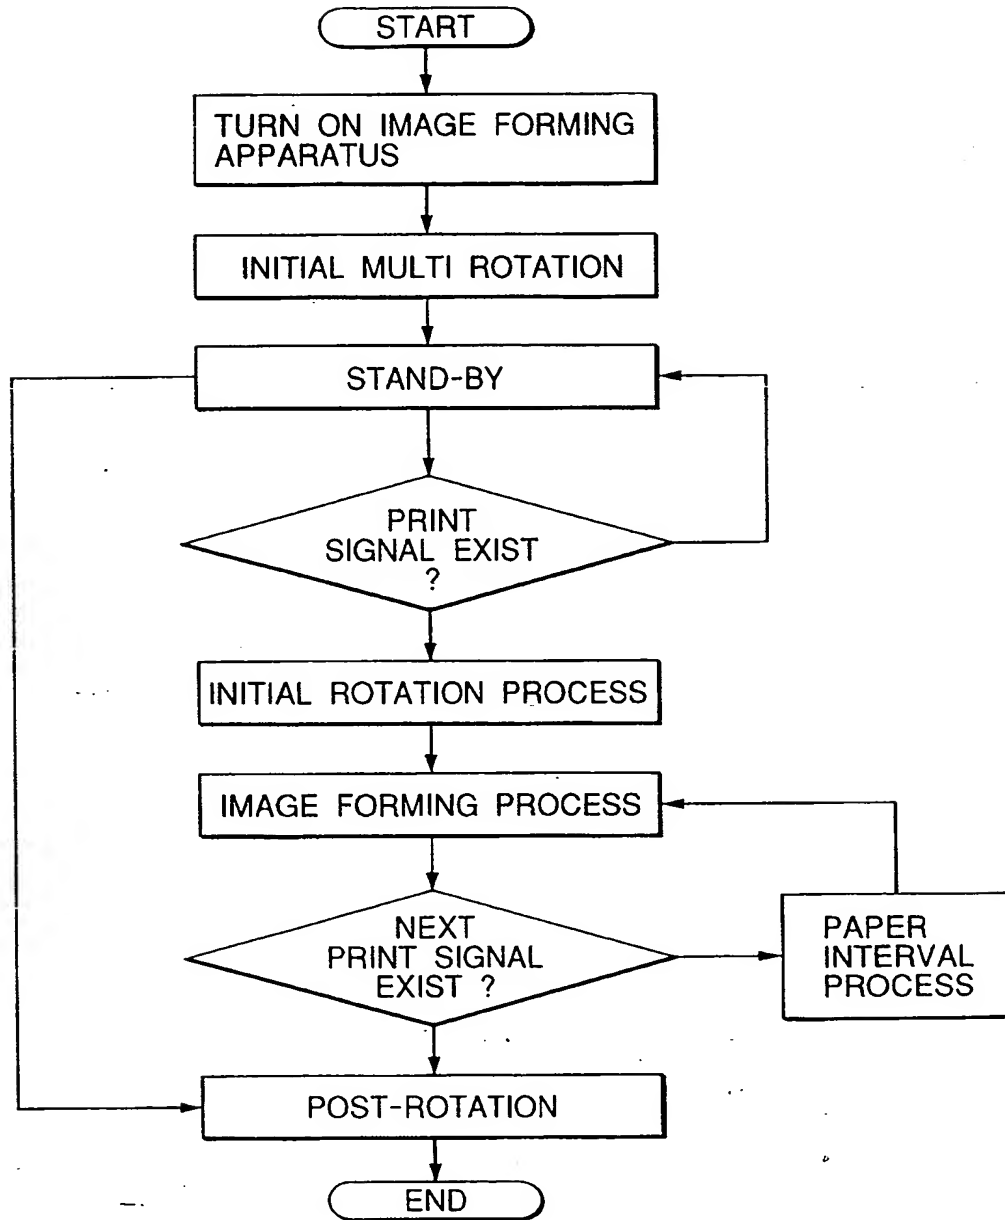 START
TURN ON IMAGE FORMING
APPARATUS
INITIAL MULTI ROTATION
STAND-BY
PRINT
SIGNAL EXIST
?
INITIAL ROTATION PROCESS
IMAGE FORMING PROCESS
NEXT
PRINT SIGNAL
EXIST ?
PAPER
INTERVAL
PROCESS
POST-ROTATION
END